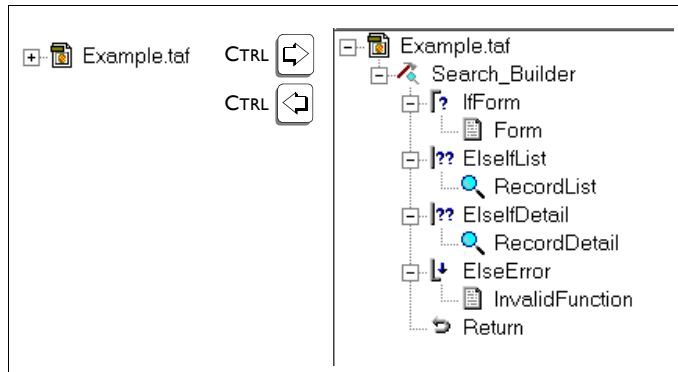 Example.taf
CTRL
CTRL
Example.taf
Search_Builder
? IfForm
Form
?? ElseIfList
RecordList
?? ElseIfDetail
RecordDetail
ElseError
InvalidFunction
Return